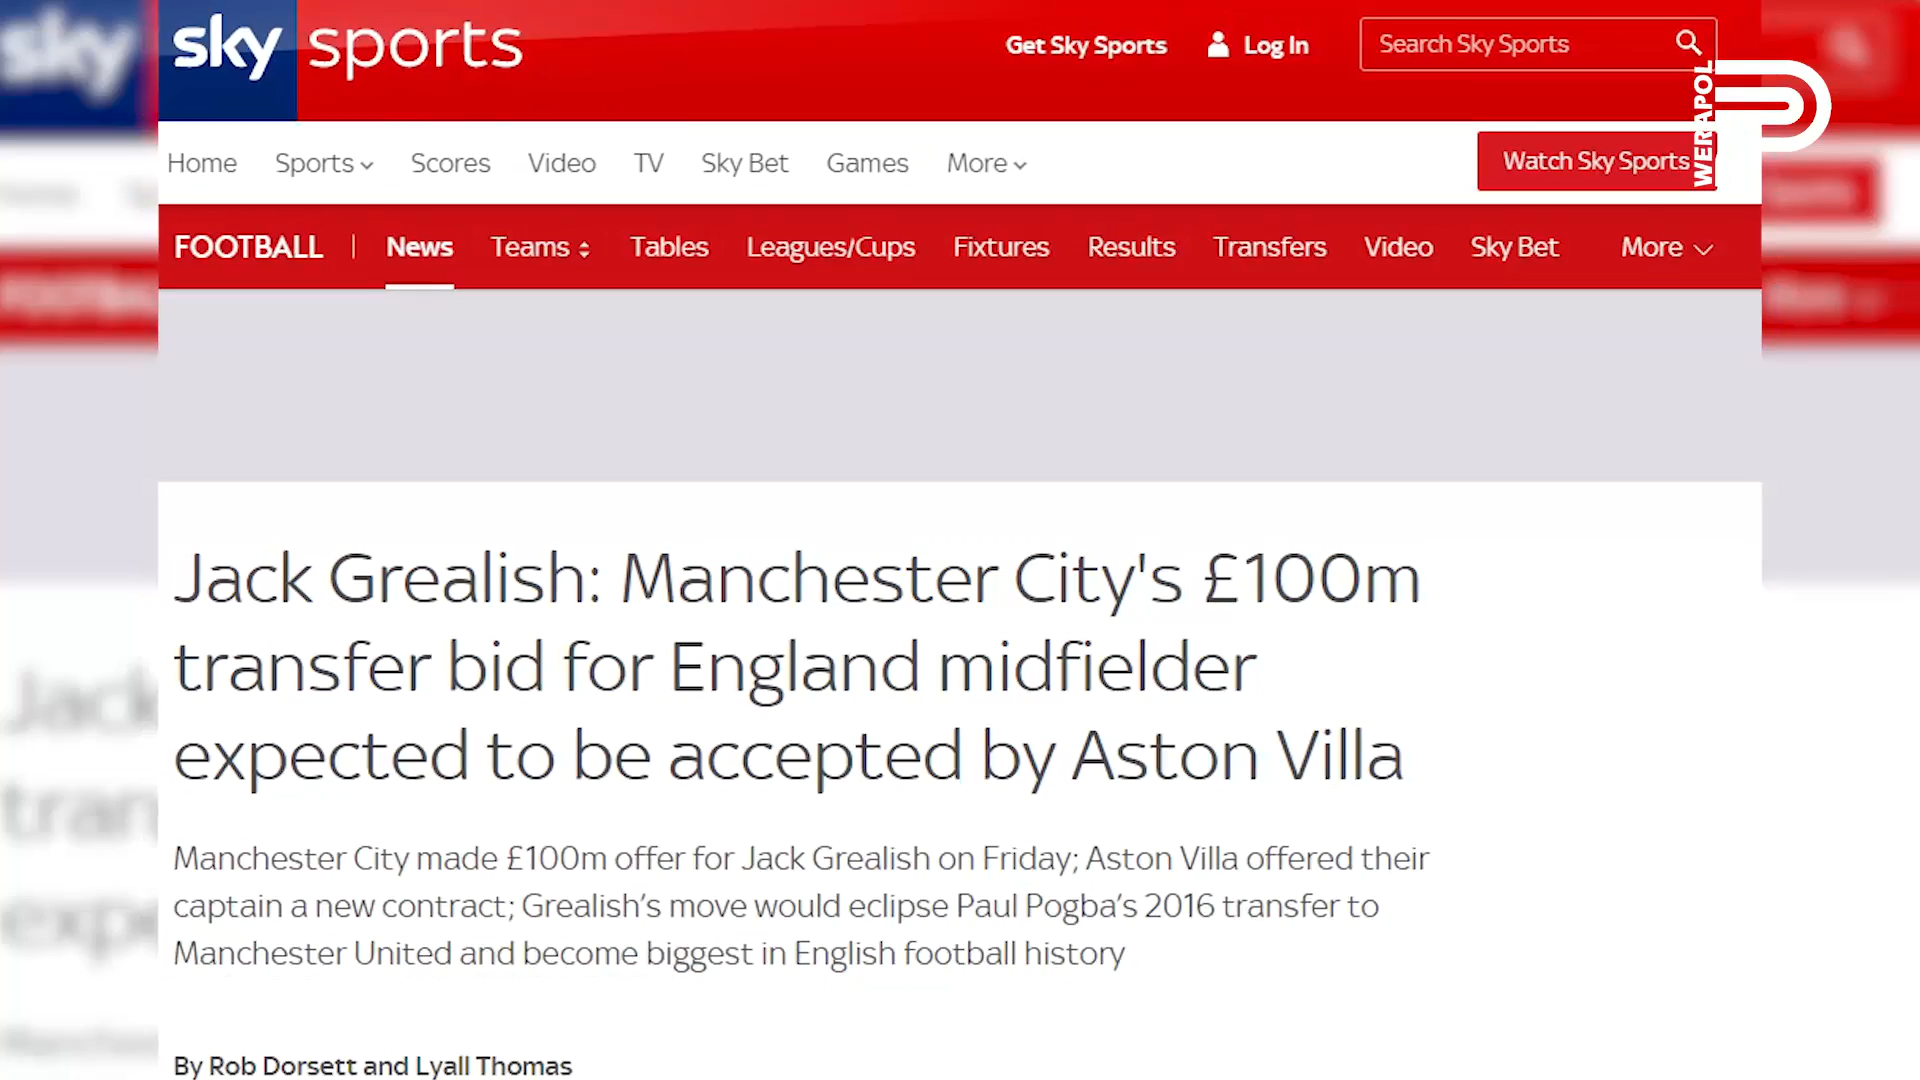 sky sports
Get Sky Sports
Log In
Search Sky Sports
WERAPOL
Home Sports Scores Video TV Sky Bet Games More
Watch Sky Sports
FOOTBALL | News Teams Tables Leagues/Cups Fixtures Results Transfers Video Sky Bet More
Jack Grealish: Manchester City's £100m
transfer bid for England midfielder
expected to be accepted by Aston Villa
Manchester City made £100m offer for Jack Grealish on Friday; Aston Villa offered their
captain a new contract; Grealish’s move would eclipse Paul Pogba’s 2016 transfer to
Manchester United and become biggest in English football history
By Rob Dorsett and Lyall Thomas